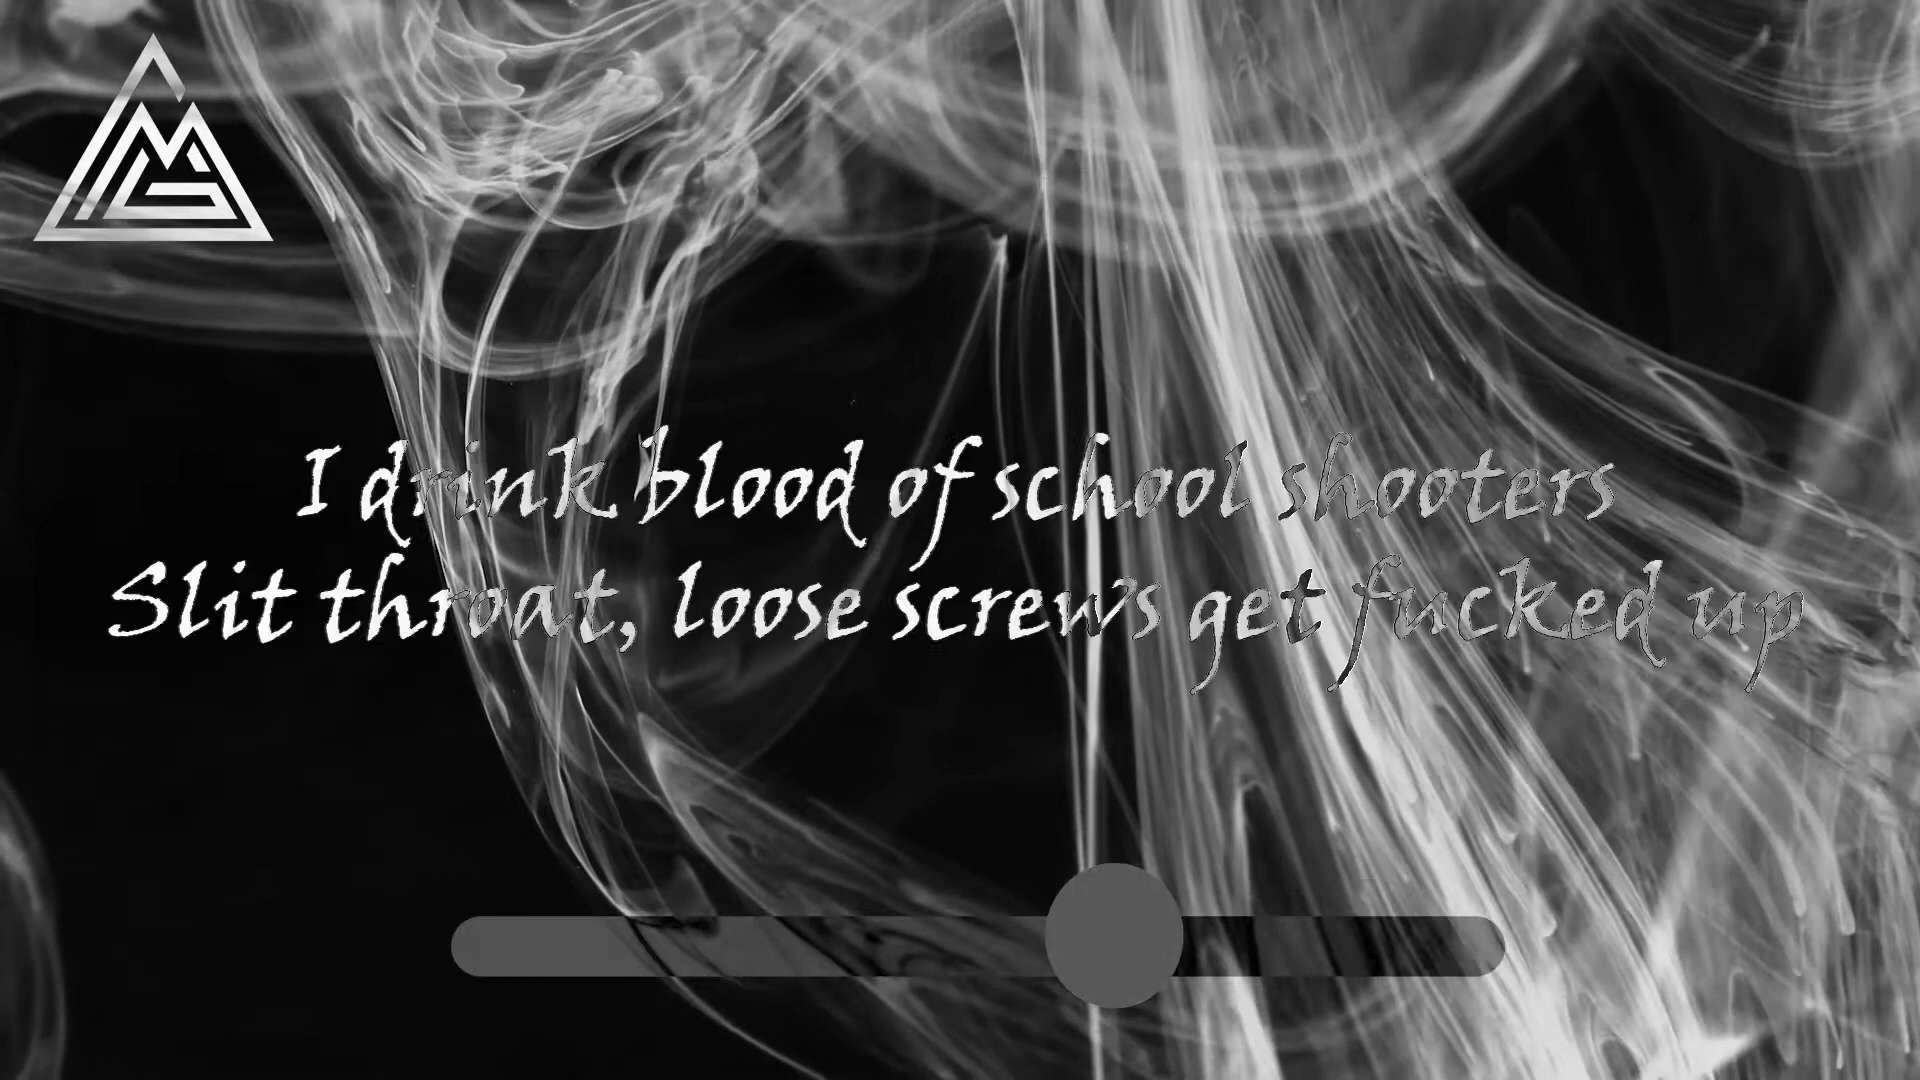 I drink blood of school shooters
Slit throat, loose screws get fucked up